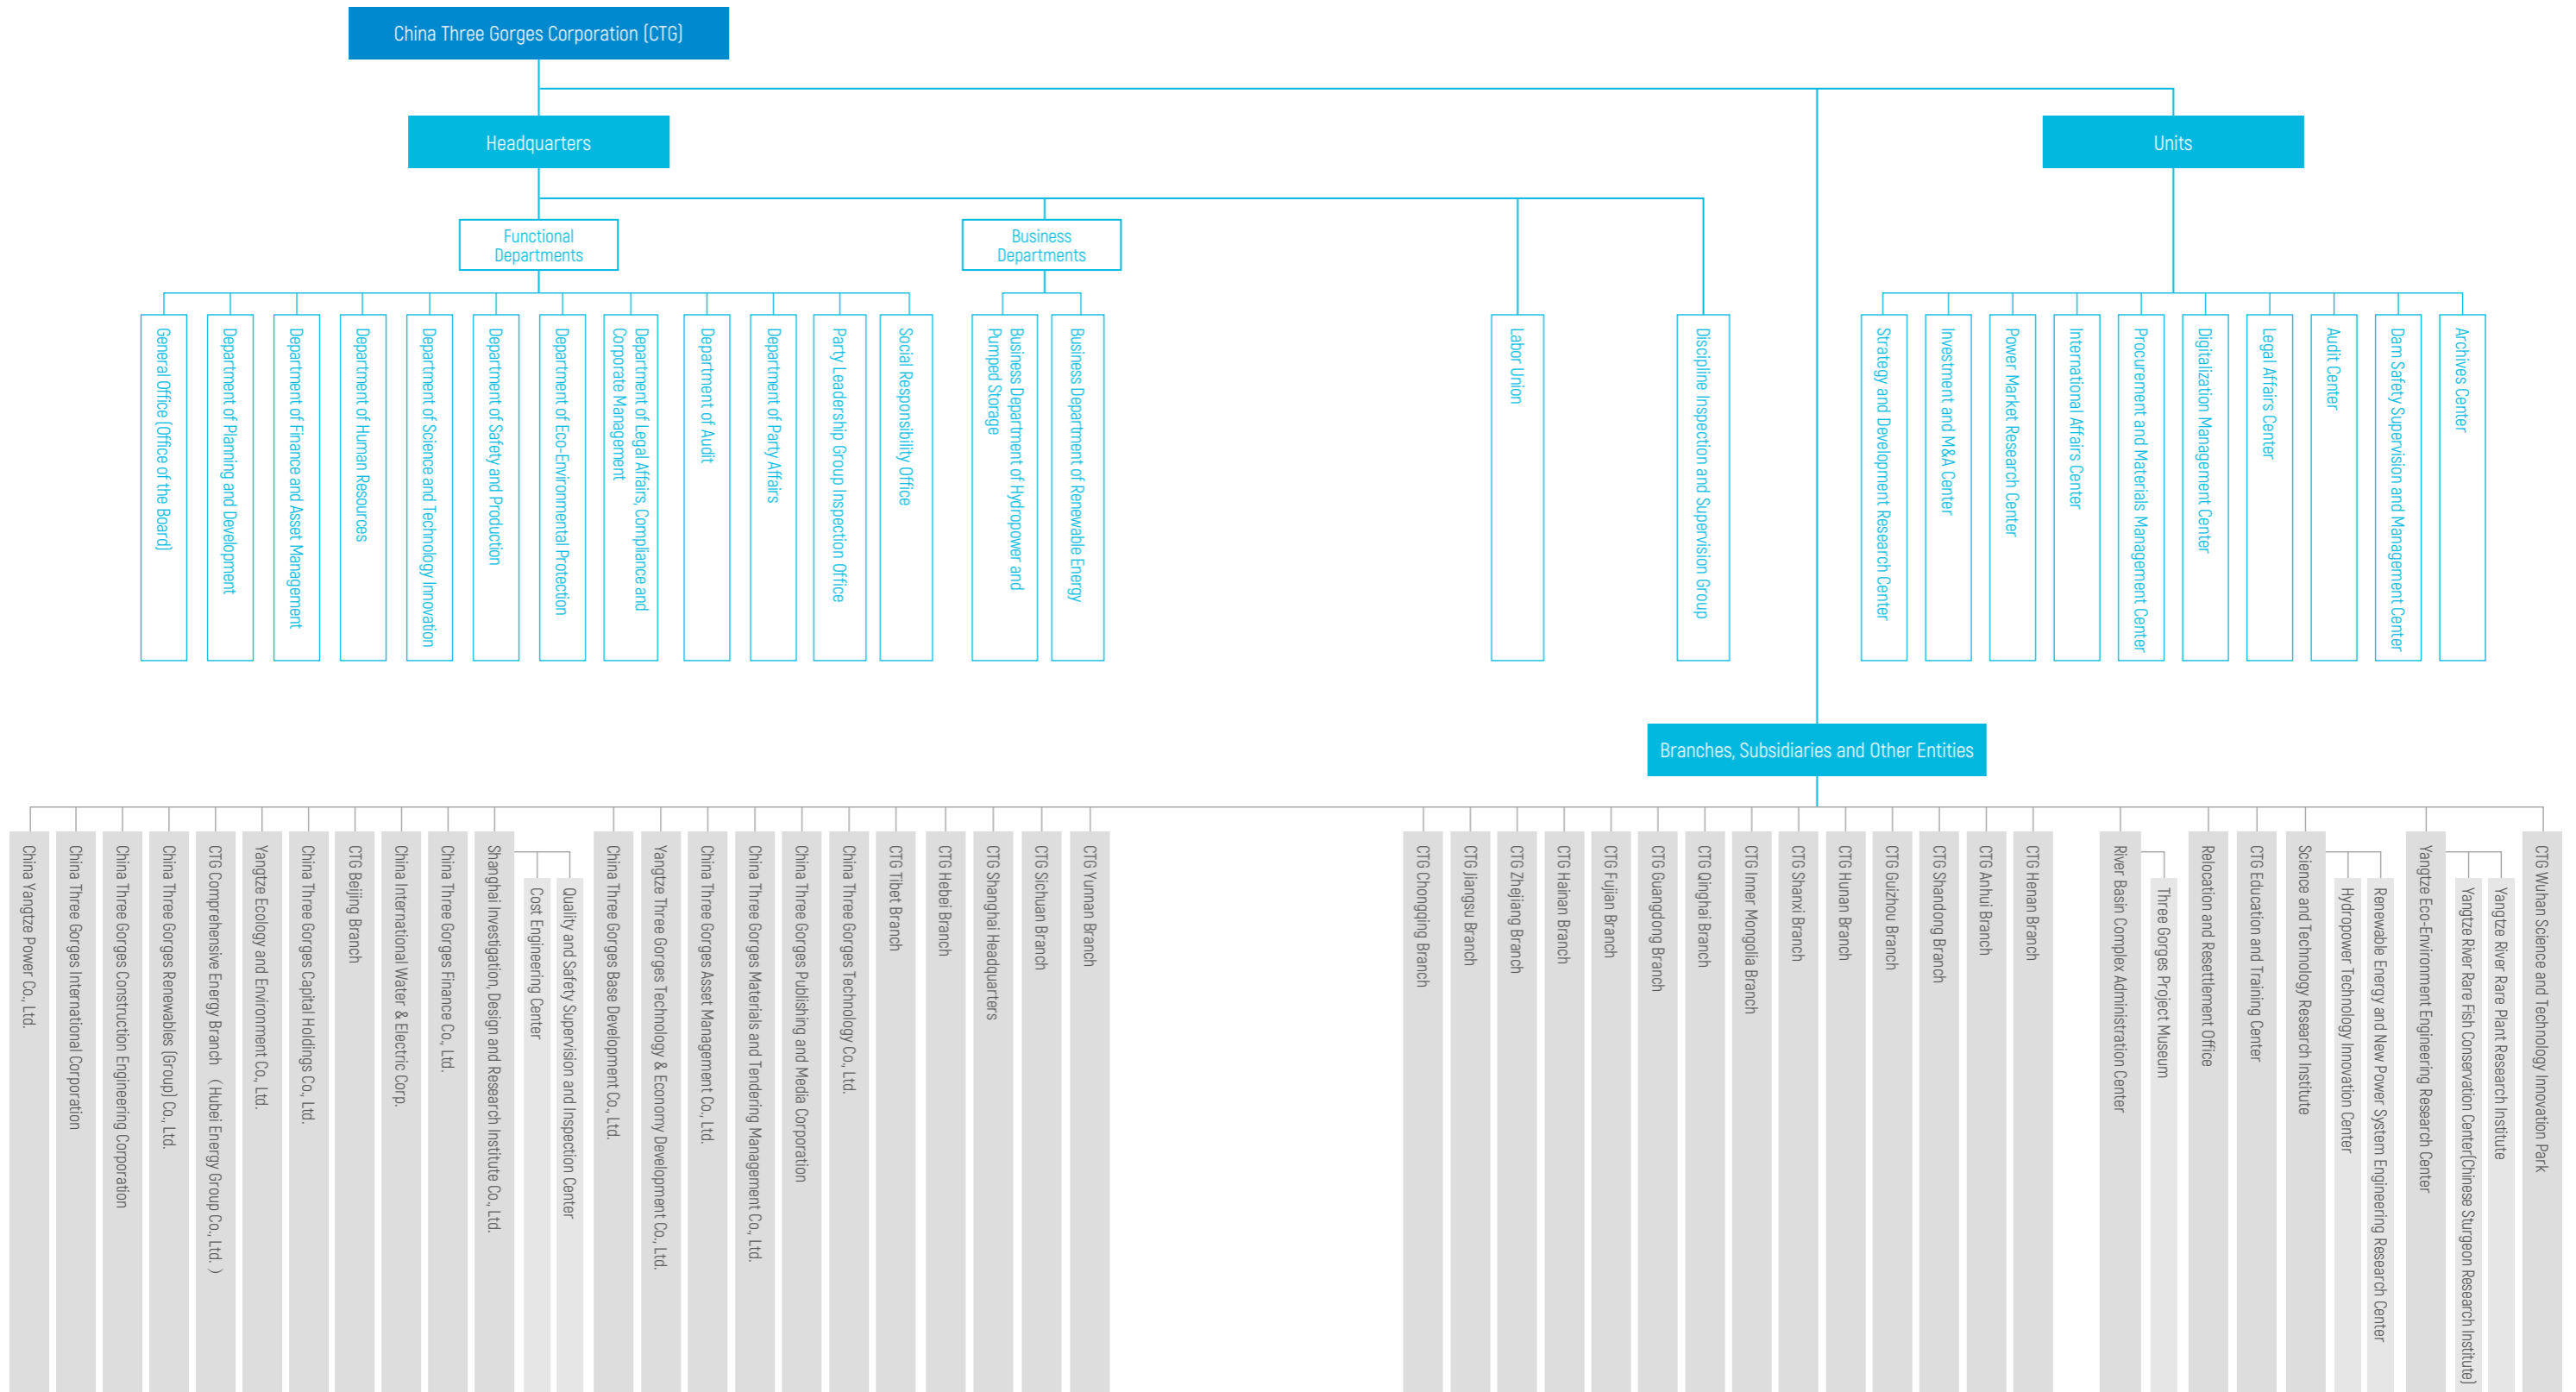 China Three Gorges Corporation (CTG)
Headquarters
Units
Functional
Departments
Business
Departments
General Office (Office of the Board)
Department of Planning and Development
Department of Finance and Asset Management
Department of Human Resources
Department of Science and Technology Innovation
Department of Safety and Production
Department of Eco-Environmental Protection
Department of Legal Affairs, Compliance and
Corporate Management
Department of Audit
Department of Party Affairs
Party Leadership Group Inspection Office
Social Responsibility Office
Business Department of Hydropower and
Pumped Storage
Business Department of Renewable Energy
Labor Union
Discipline Inspection and Supervision Group
Strategy and Development Research Center
Investment and M&A Center
Power Market Research Center
International Affairs Center
Procurement and Materials Management Center
Digitalization Management Center
Legal Affairs Center
Audit Center
Dam Safety Supervision and Management Center
Archives Center
Branches, Subsidiaries and Other Entities
China Yangtze Power Co., Ltd.
China Three Gorges International Corporation
China Three Gorges Construction Engineering Corporation
China Three Gorges Renewables (Group) Co., Ltd.
CTG Comprehensive Energy Branch （Hubei Energy Group Co., Ltd. ）
Yangtze Ecology and Environment Co., Ltd.
China Three Gorges Capital Holdings Co., Ltd.
CTG Beijing Branch
China International Water & Electric Corp.
China Three Gorges Finance Co., Ltd.
Shanghai Investigation, Design and Research Institute Co., Ltd.
Cost Engineering Center
Quality and Safety Supervision and Inspection Center
China Three Gorges Base Development Co., Ltd.
Yangtze Three Gorges Technology & Economy Development Co., Ltd.
China Three Gorges Asset Management Co., Ltd.
China Three Gorges Materials and Tendering Management Co., Ltd.
China Three Gorges Publishing and Media Corporation
China Three Gorges Technology Co., Ltd.
CTG Tibet Branch
CTG Hebei Branch
CTG Shanghai Headquarters
CTG Sichuan Branch
CTG Yunnan Branch
CTG Chongqing Branch
CTG Jiangsu Branch
CTG Zhejiang Branch
CTG Hainan Branch
CTG Fujian Branch
CTG Guangdong Branch
CTG Qinghai Branch
CTG Inner Mongolia Branch
CTG Shanxi Branch
CTG Hunan Branch
CTG Guizhou Branch
CTG Shandong Branch
CTG Anhui Branch
CTG Henan Branch
River Basin Complex Administration Center
Three Gorges Project Museum
Relocation and Resettlement Office
CTG Education and Training Center
Science and Technology Research Institute
Hydropower Technology Innovation Center
Renewable Energy and New Power System Engineering Research Center
Yangtze Eco-Environment Engineering Research Center
Yangtze River Rare Fish Conservation Center(Chinese Sturgeon Research Institute)
Yangtze River Rare Plant Research Institute
CTG Wuhan Science and Technology Innovation Park